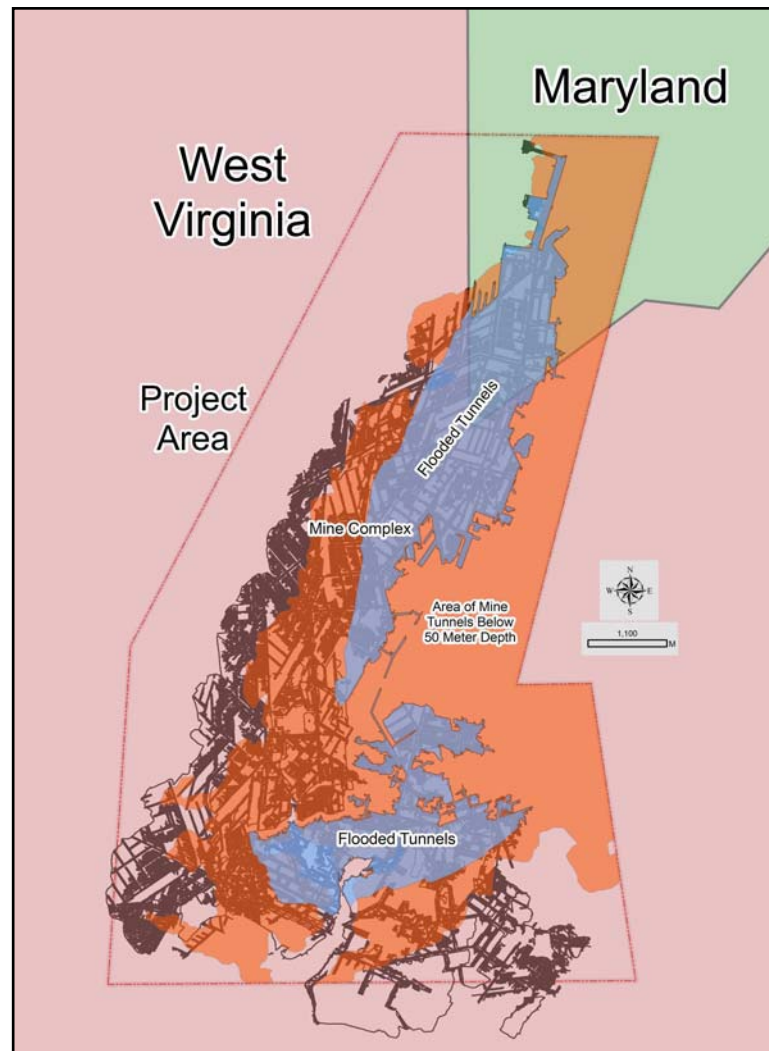 Maryland
West
Virginia
Project
Area
Flooded Tunnels
Mine Complex
Area of Mine
Tunnels Below
50 Meter Depth
N
W
E
S
1,100
M
Flooded Tunnels